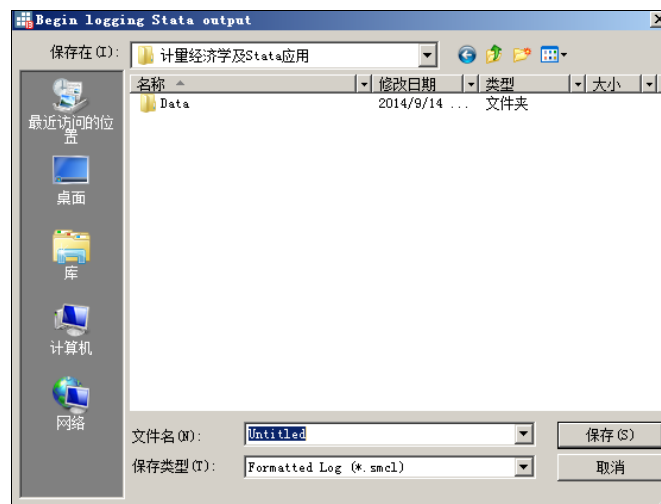 Begin logging Stata output
保存在(I):
计量经济学及Stata应用
名称
修改日期
类型
大小
Data
2014/9/14 ...
文件夹
最近访问的位
置
桌面
库
计算机
网络
文件名(N):
Untitled
保存(S)
保存类型(T):
Formatted Log (*.smcl)
取消